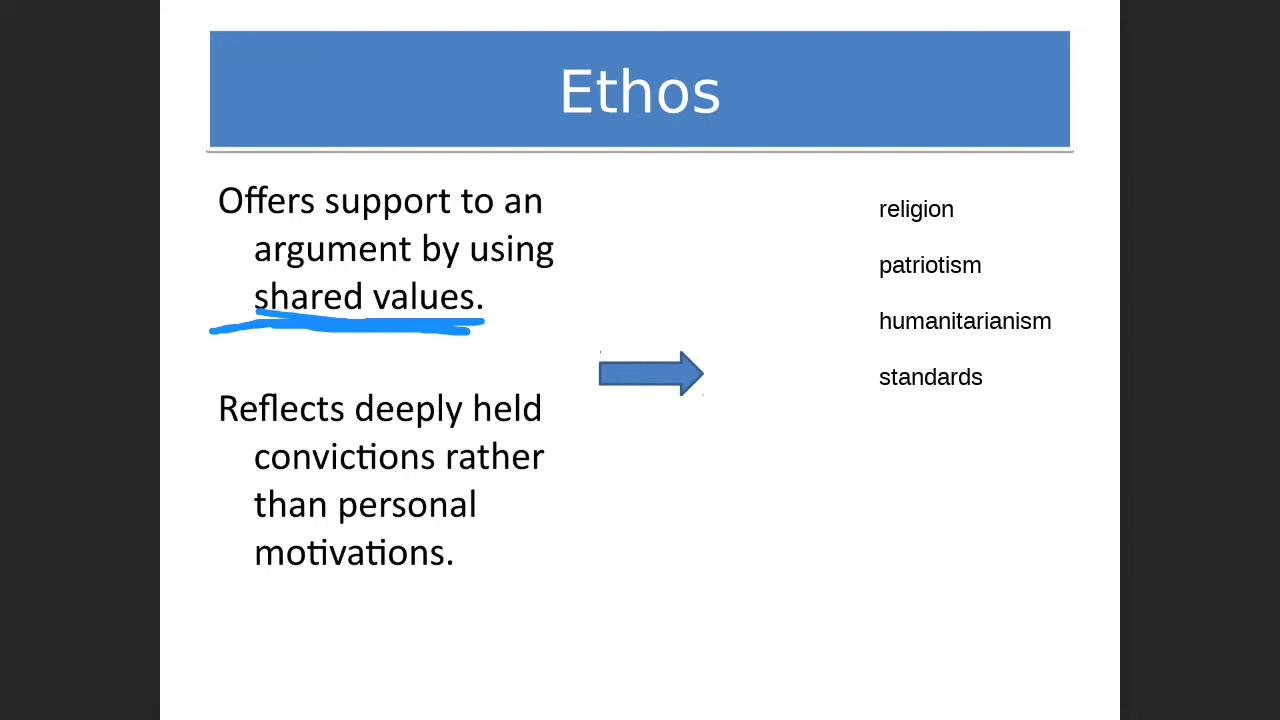 Ethos
Offers support to an
argument by using
shared values.
Reflects deeply held
convictions rather
than personal
motivations.
religion
patriotism
humanitarianism
standards